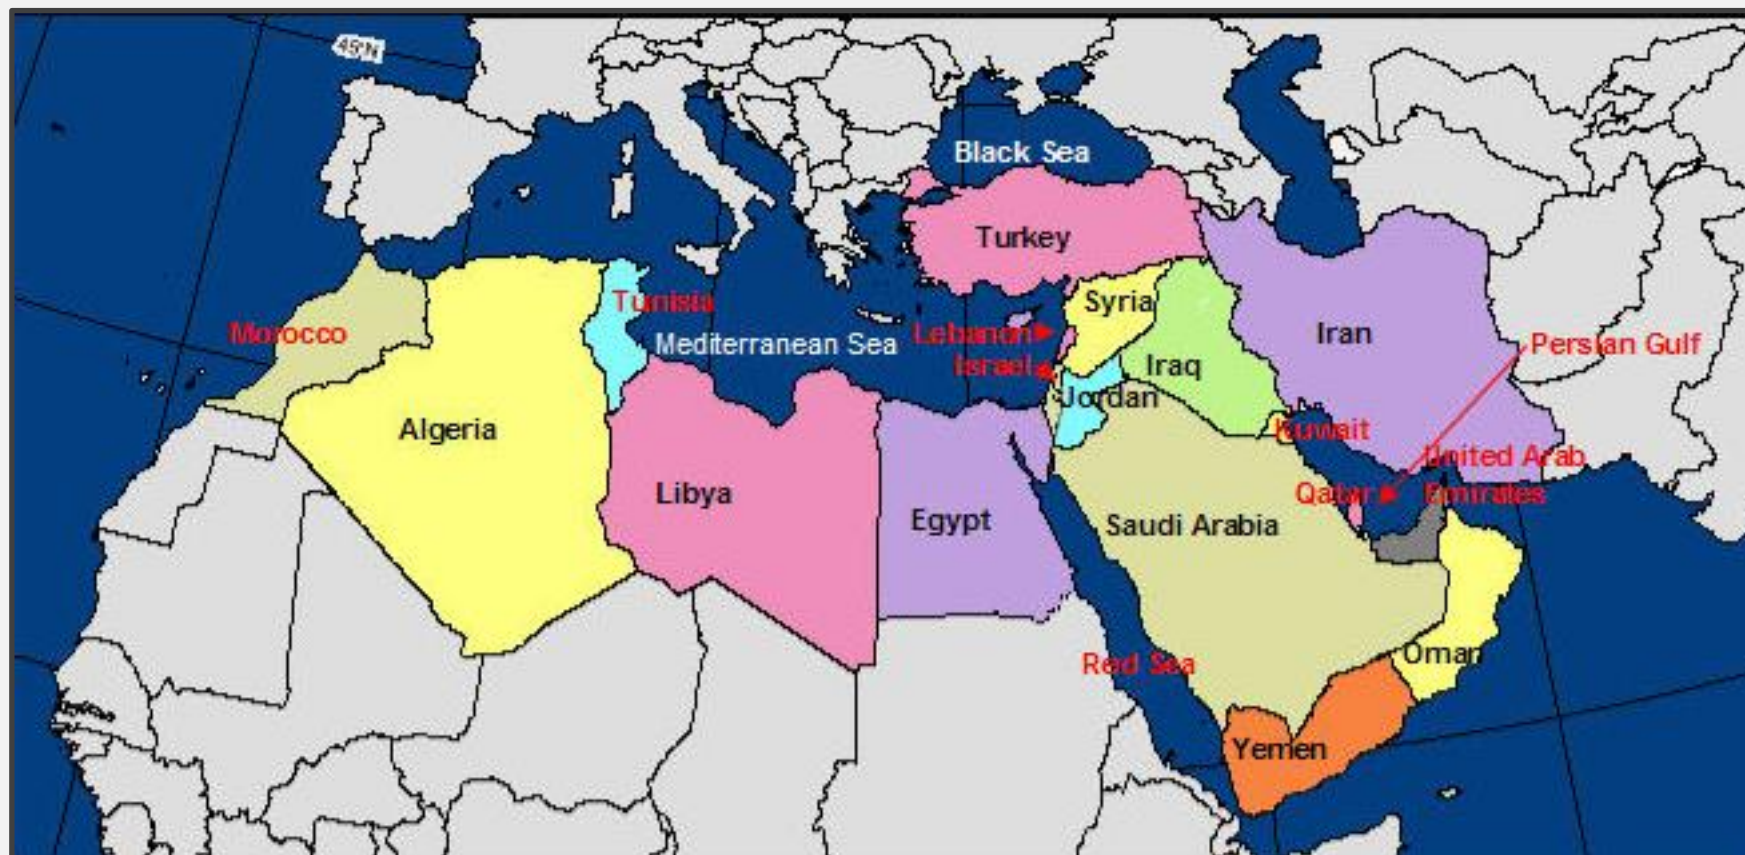 45°N
Black Sea
Turkey
Tunisia
Syria
Morocco
Lebanon
Mediterranean Sea
Iran
Persian Gulf
Israel
Iraq
Jordan
Algeria
Kuwait
United Arab
Libya
Qatar
Emirates
Egypt
Saudi Arabia
Oman
Red Sea
Yemen